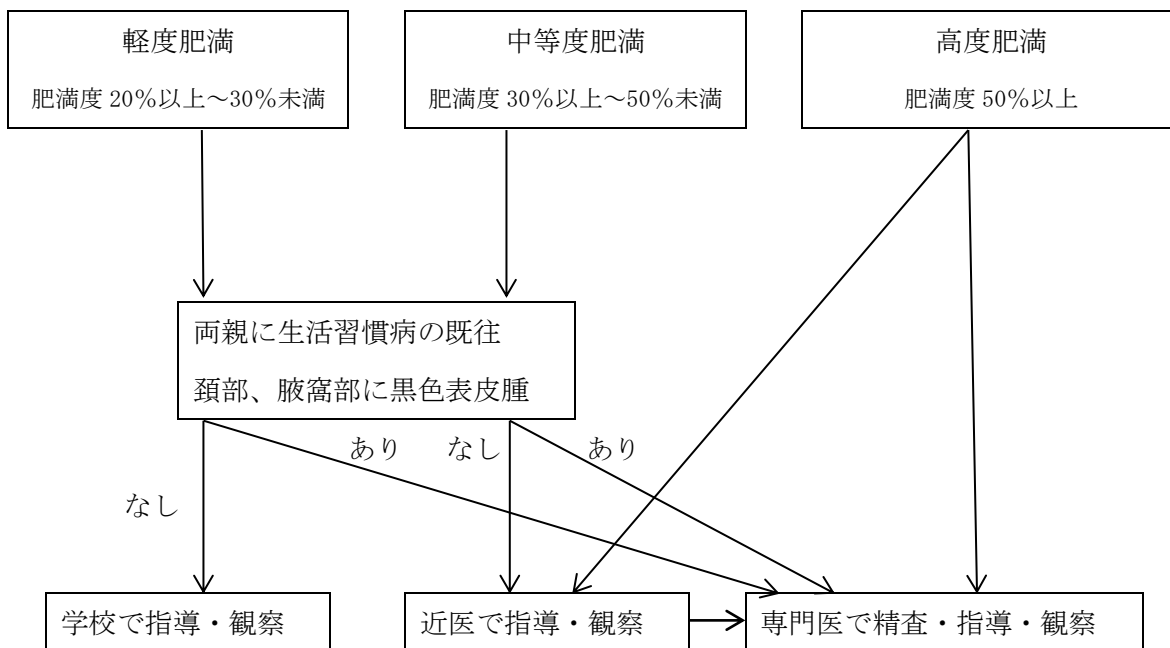 軽度肥満
肥満度 20%以上～30%未満
中等度肥満
肥満度 30%以上～50%未満
高度肥満
肥満度 50%以上
両親に生活習慣病の既往
頚部、腋窩部に黒色表皮腫
あり
なし
あり
なし
学校で指導・観察
近医で指導・観察
専門医で精査・指導・観察